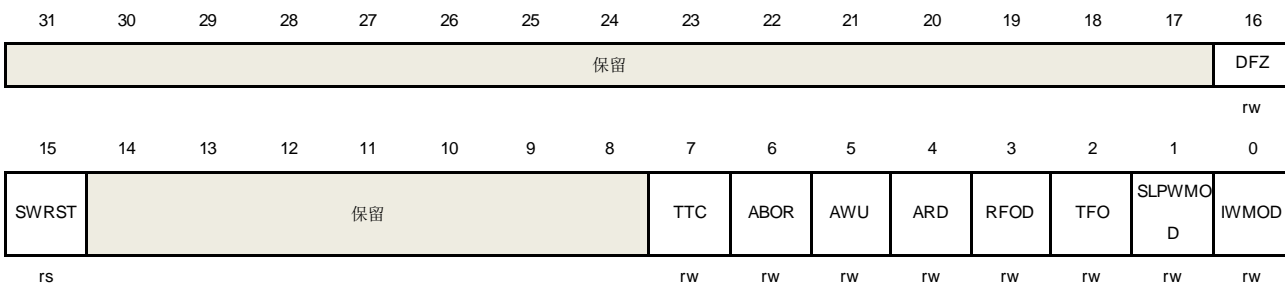 31 30 29 28 27 26 25 24 23 22 21 20 19 18 17 16
保留 DFZ
rw
15 14 13 12 11 10 9 8 7 6 5 4 3 2 1 0
SWRST 保留 TTC ABOR AWU ARD RFOD TFO SLPWMO
D IWMOD
rs rw rw rw rw rw rw rw rw